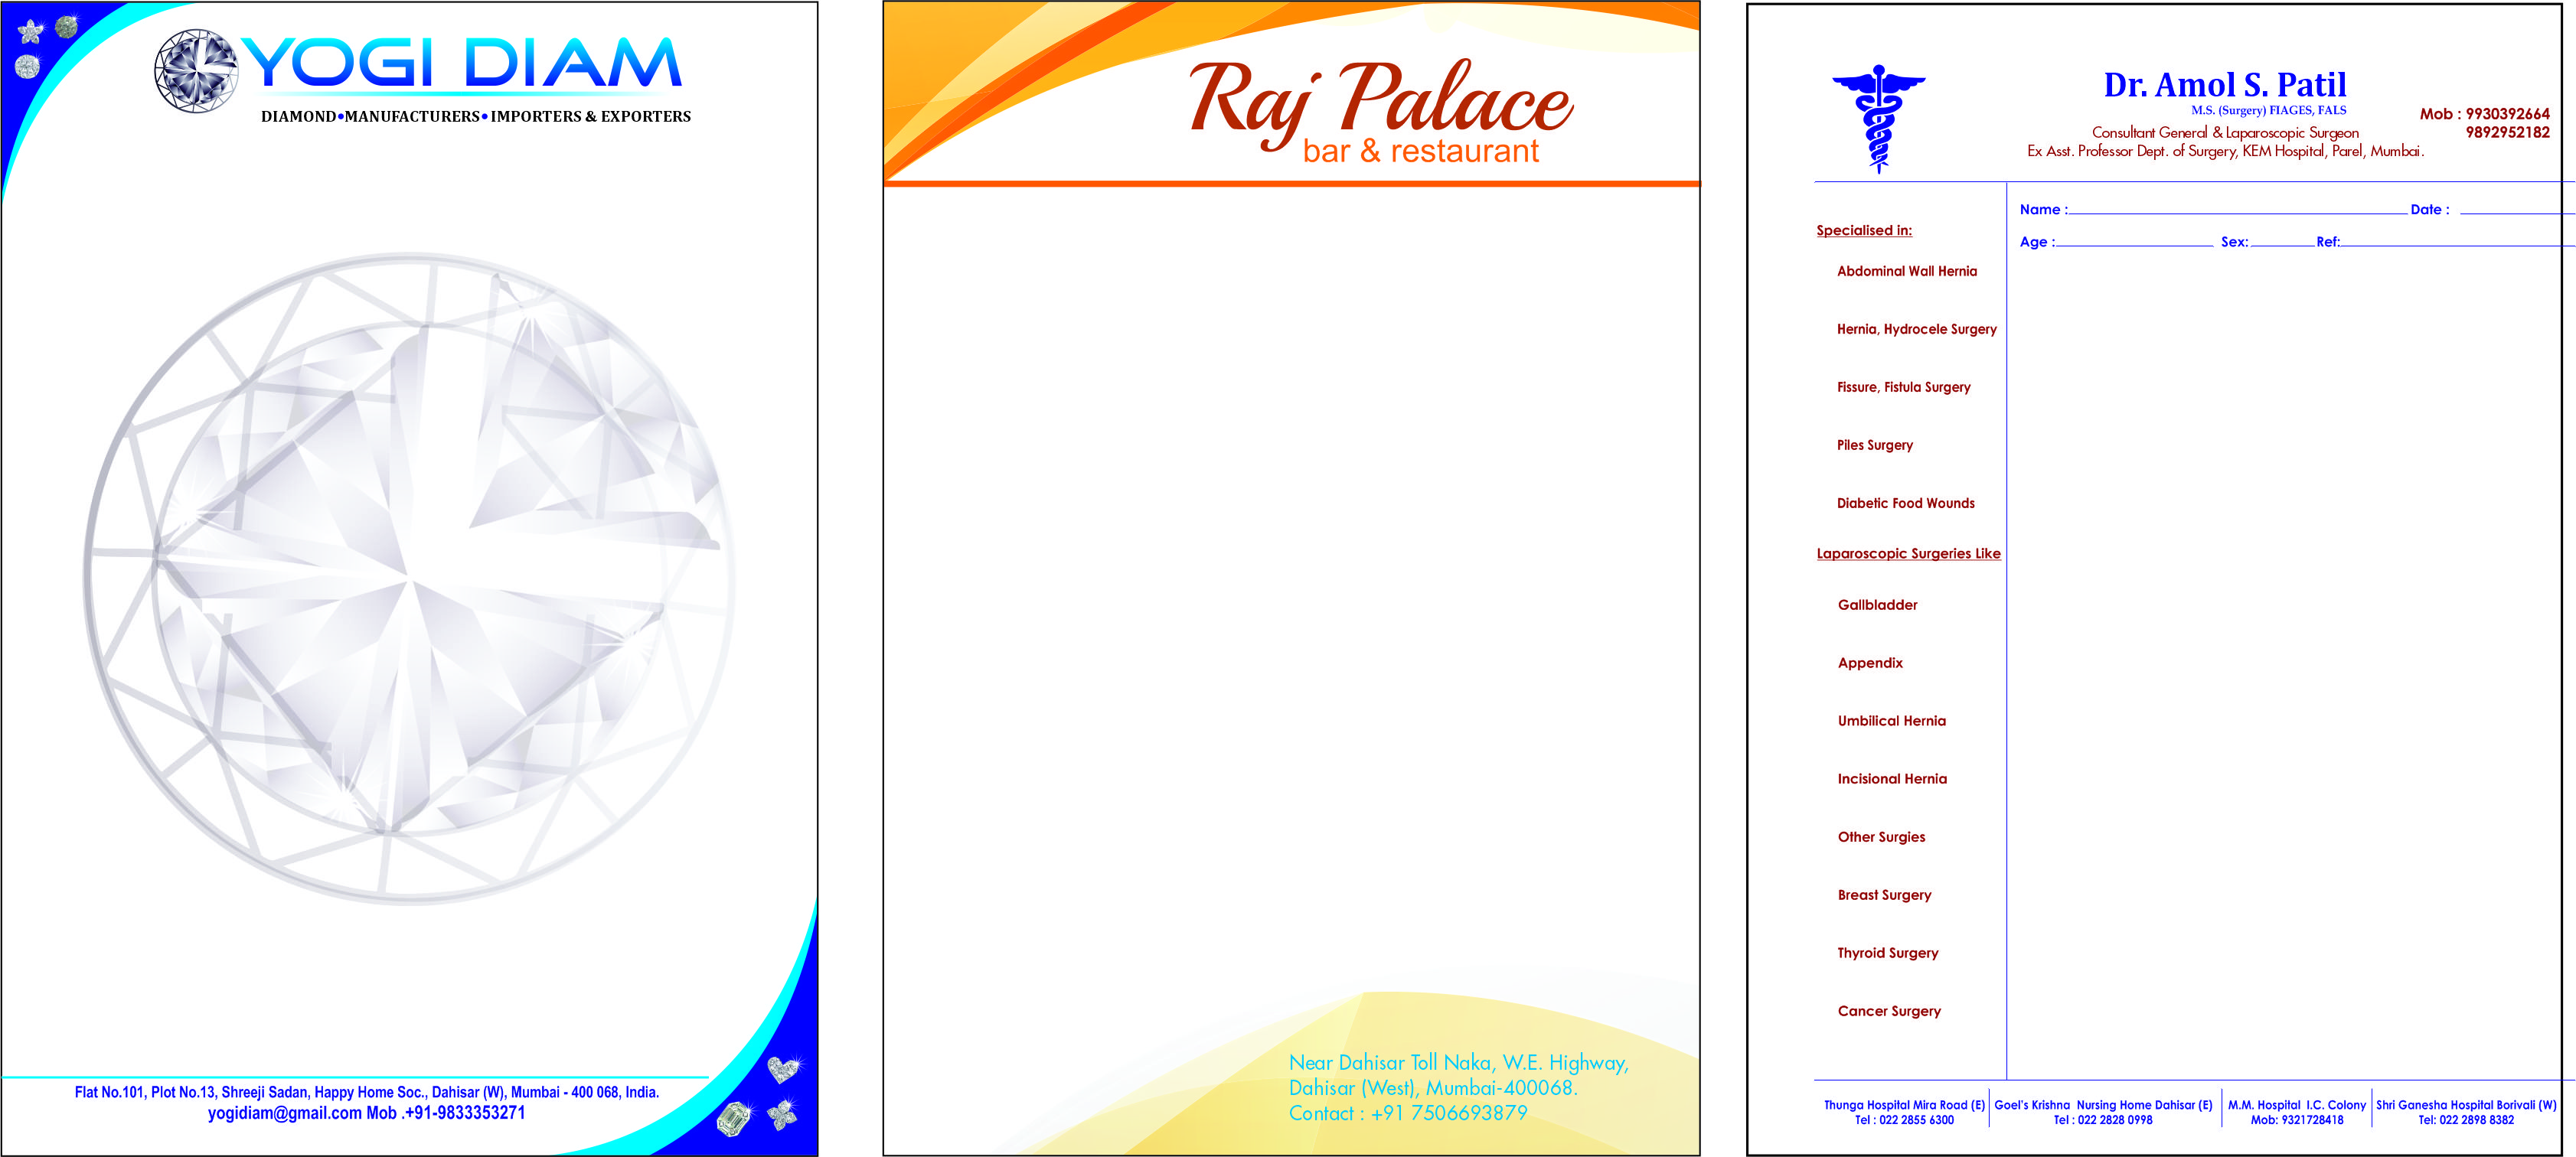 YOGI DIAM
DIAMOND•MANUFACTURERS•IMPORTERS & EXPORTERS
Flat No.101, Plot No.13, Shreeji Sadan, Happy Home Soc., Dahisar (W), Mumbai - 400 068, India.
yogidiam@gmail.com Mob .+91-9833353271
Raj Palace
bar & restaurant
Near Dahisar Toll Naka, W.E. Highway,
Dahisar (West), Mumbai-400068.
Contact : +91 7506693879
Dr. Amol S. Patil
M.S. (Surgery) FIAGES, FALS
Consultant General & Laparoscopic Surgeon
Ex Asst. Professor Dept. of Surgery, KEM Hospital, Parel, Mumbai.
Mob : 9930392664
9892952182
Name : Date :
Age : Sex: Ref:
Specialised in:
Abdominal Wall Hernia
Hernia, Hydrocele Surgery
Fissure, Fistula Surgery
Piles Surgery
Diabetic Food Wounds
Laparoscopic Surgeries Like
Gallbladder
Appendix
Umbilical Hernia
Incisional Hernia
Other Surgies
Breast Surgery
Thyroid Surgery
Cancer Surgery
Thunga Hospital Mira Road (E)
Tel : 022 2855 6300
Goel's Krishna Nursing Home Dahisar (E)
Tel : 022 2828 0998
M.M. Hospital I.C. Colony
Mob: 9321728418
Shri Ganesha Hospital Borivali (W)
Tel: 022 2898 8382